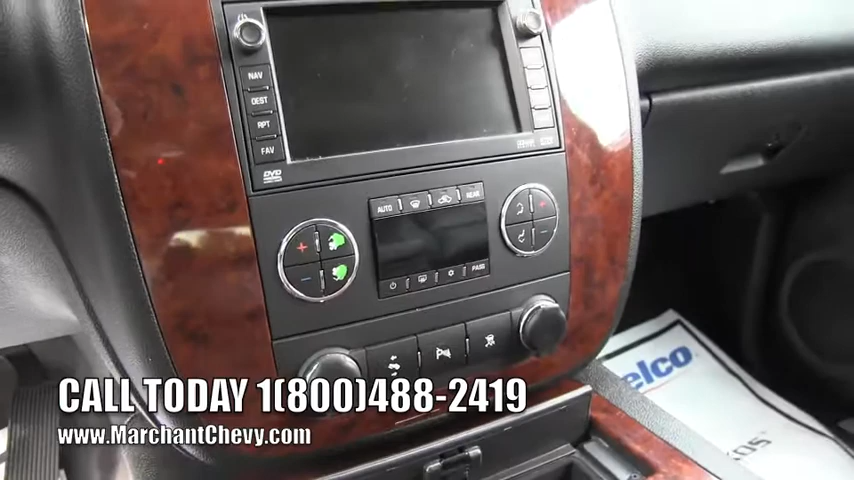 NAV
DEST
RPT
FAV
DVD
AUTO
REAR
PASS
elco
CALL TODAY 1(800)488-2419
www.MarchantChevy.com